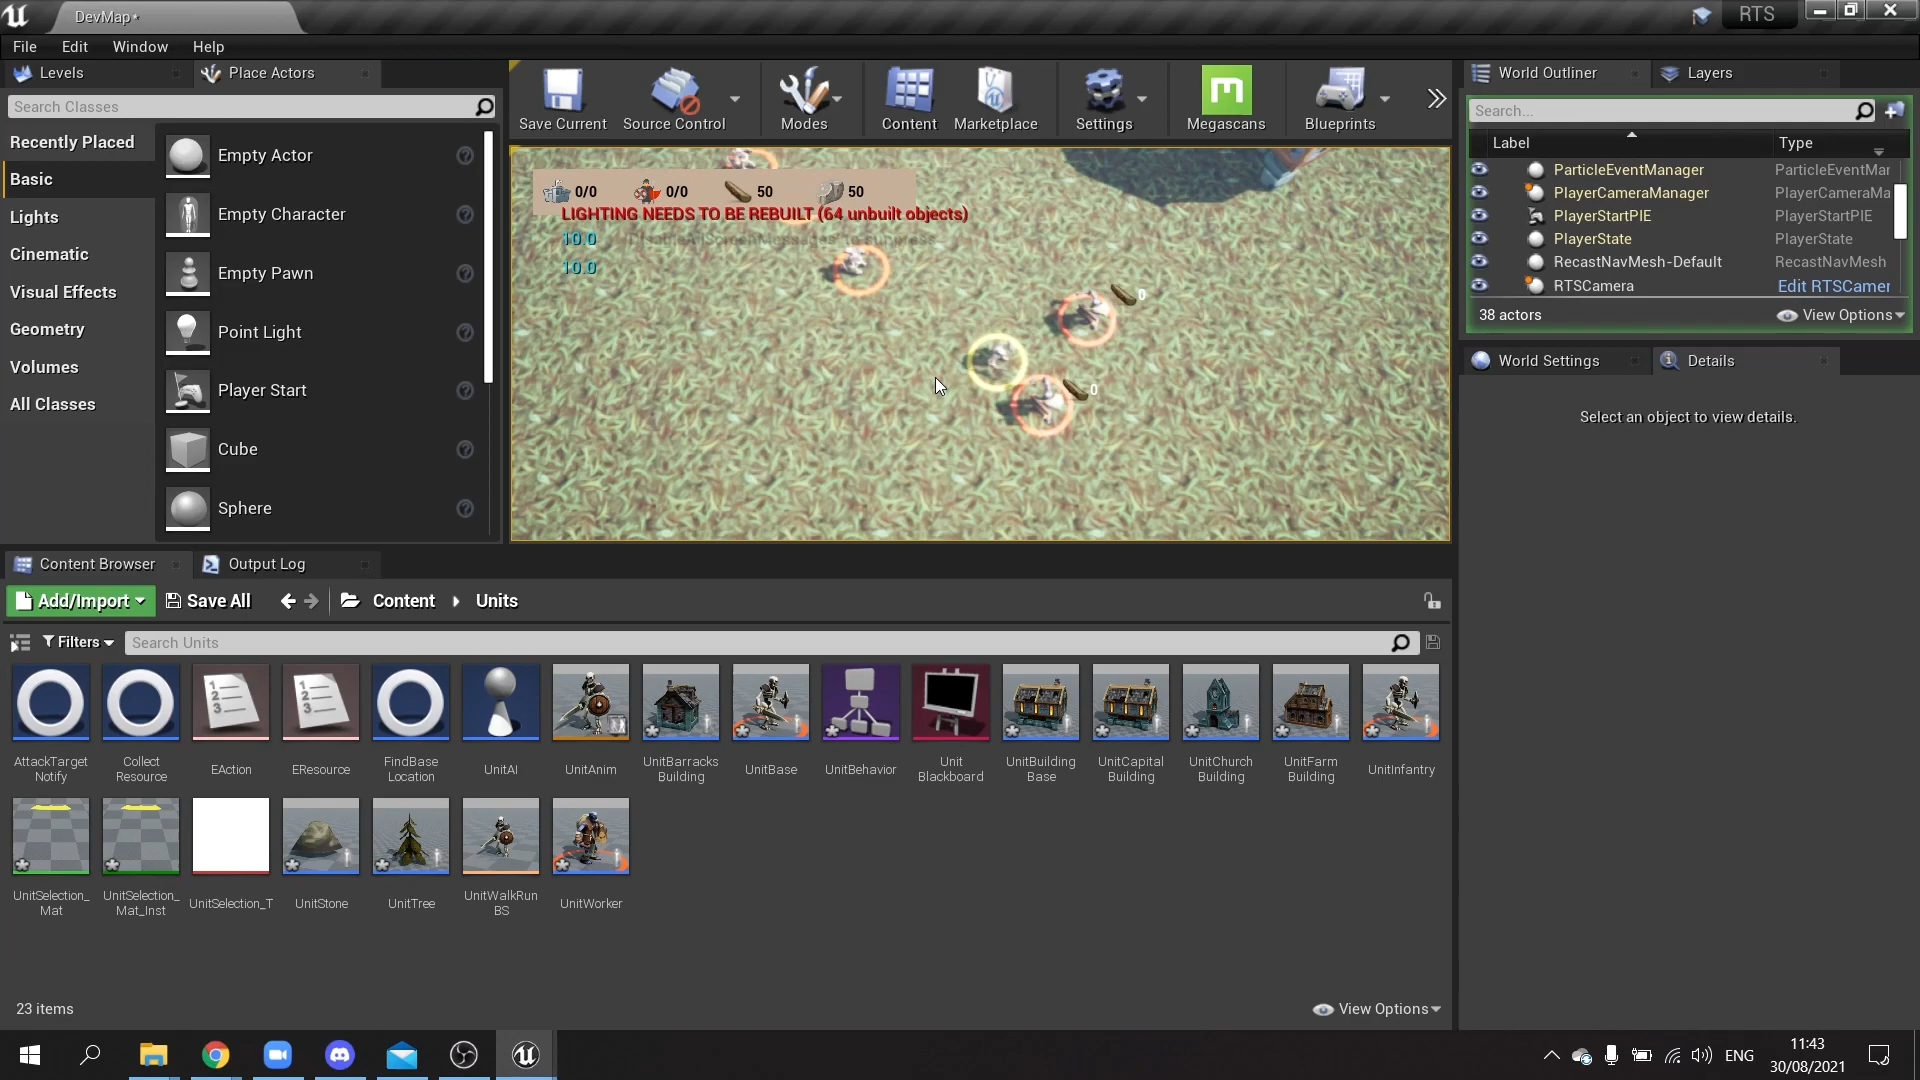 DevMap*
RTS
File Edit Window Help
Levels
Place Actors
Search Classes
Recently Placed
Basic
Lights
Cinematic
Visual Effects
Geometry
Volumes
All Classes
Empty Actor
Empty Character
Empty Pawn
Point Light
Player Start
Cube
Sphere
Save Current
Source Control
Modes
Content
Marketplace
Settings
Megascans
Blueprints
0/0 0/0 50 50
LIGHTING NEEDS TO BE REBUILT (64 unbuilt objects)
10.0
10.0
0
0
World Outliner
Layers
Search...
Label Type
ParticleEventManager ParticleEventMar
PlayerCameraManager PlayerCameraMa
PlayerStartPIE PlayerStartPIE
PlayerState PlayerState
RecastNavMesh-Default RecastNavMesh
RTSCamera Edit RTSCamer
38 actors
View Options
World Settings
Details
Select an object to view details.
Content Browser
Output Log
Add/Import
Save All
Content
Units
Filters
Search Units
AttackTarget
Notify
Collect
Resource
EAction
EResource
FindBase
Location
UnitAI
UnitAnim
UnitBarracks
Building
UnitBase
UnitBehavior
Unit
Blackboard
UnitBuilding
Base
UnitCapital
Building
UnitChurch
Building
UnitFarm
Building
UnitInfantry
UnitSelection_
Mat
UnitSelection_
Mat_Inst
UnitSelection_T
UnitStone
UnitTree
UnitWalkRun
BS
UnitWorker
23 items
View Options
ENG
11:43
30/08/2021